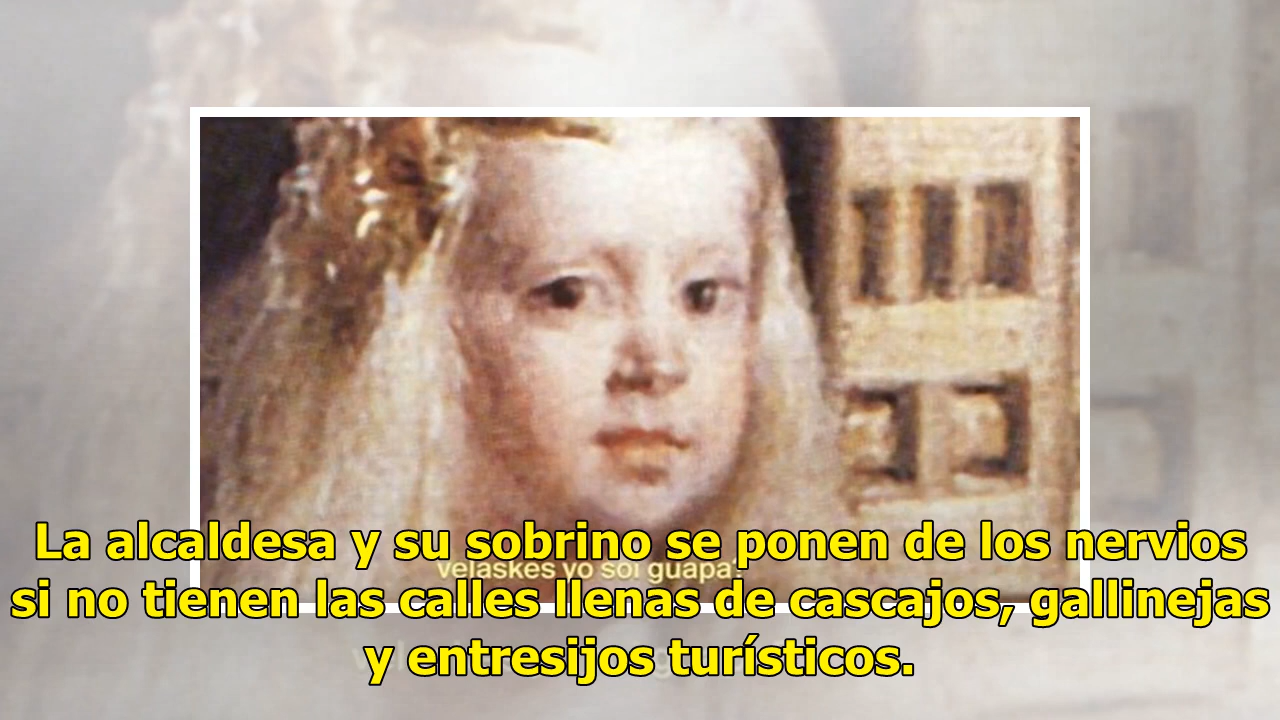 La alcaldesa y su sobrino se ponen de los nervios
velaskes yo soi guapa?
si no tienen las calles llenas de cascajos, gallinejas
y entresijos turísticos.